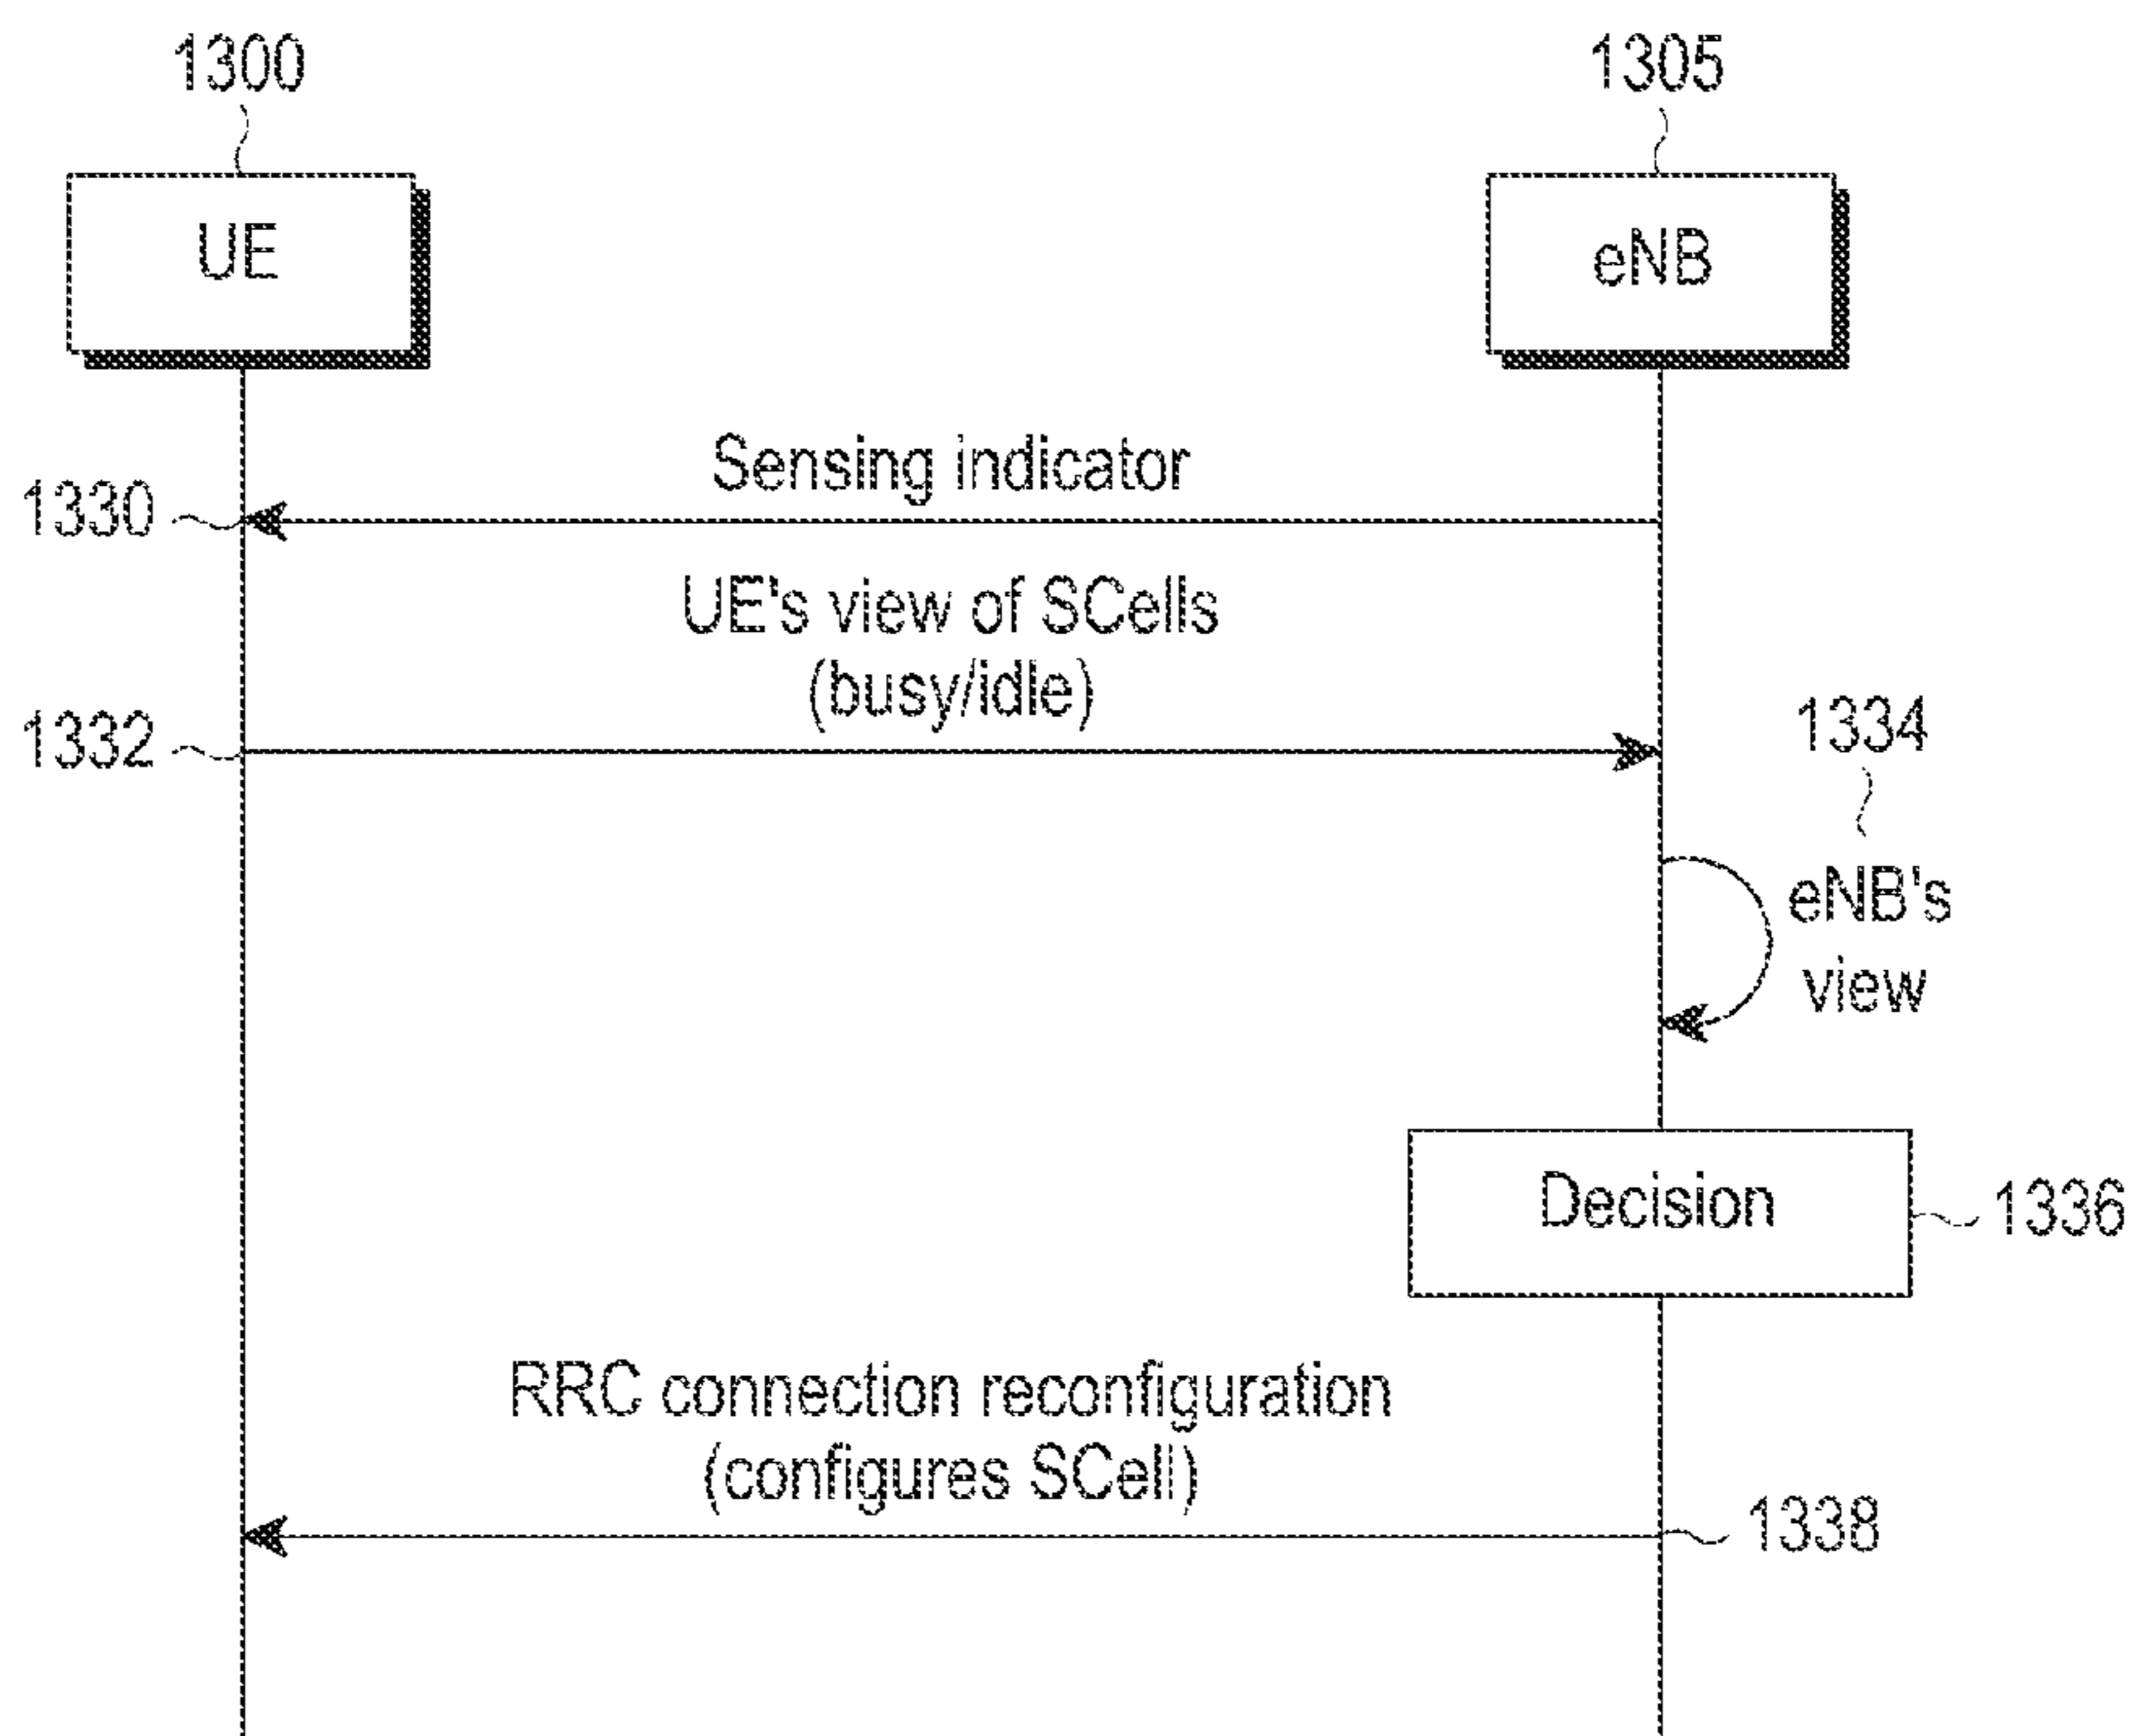 1300
1305
UE
eNB
Sensing indicator
1330
UE's view of SCells
(busy/idle)
1332
1334
eNB's
view
Decision
1336
RRC connection reconfiguration
(configures SCell)
1338